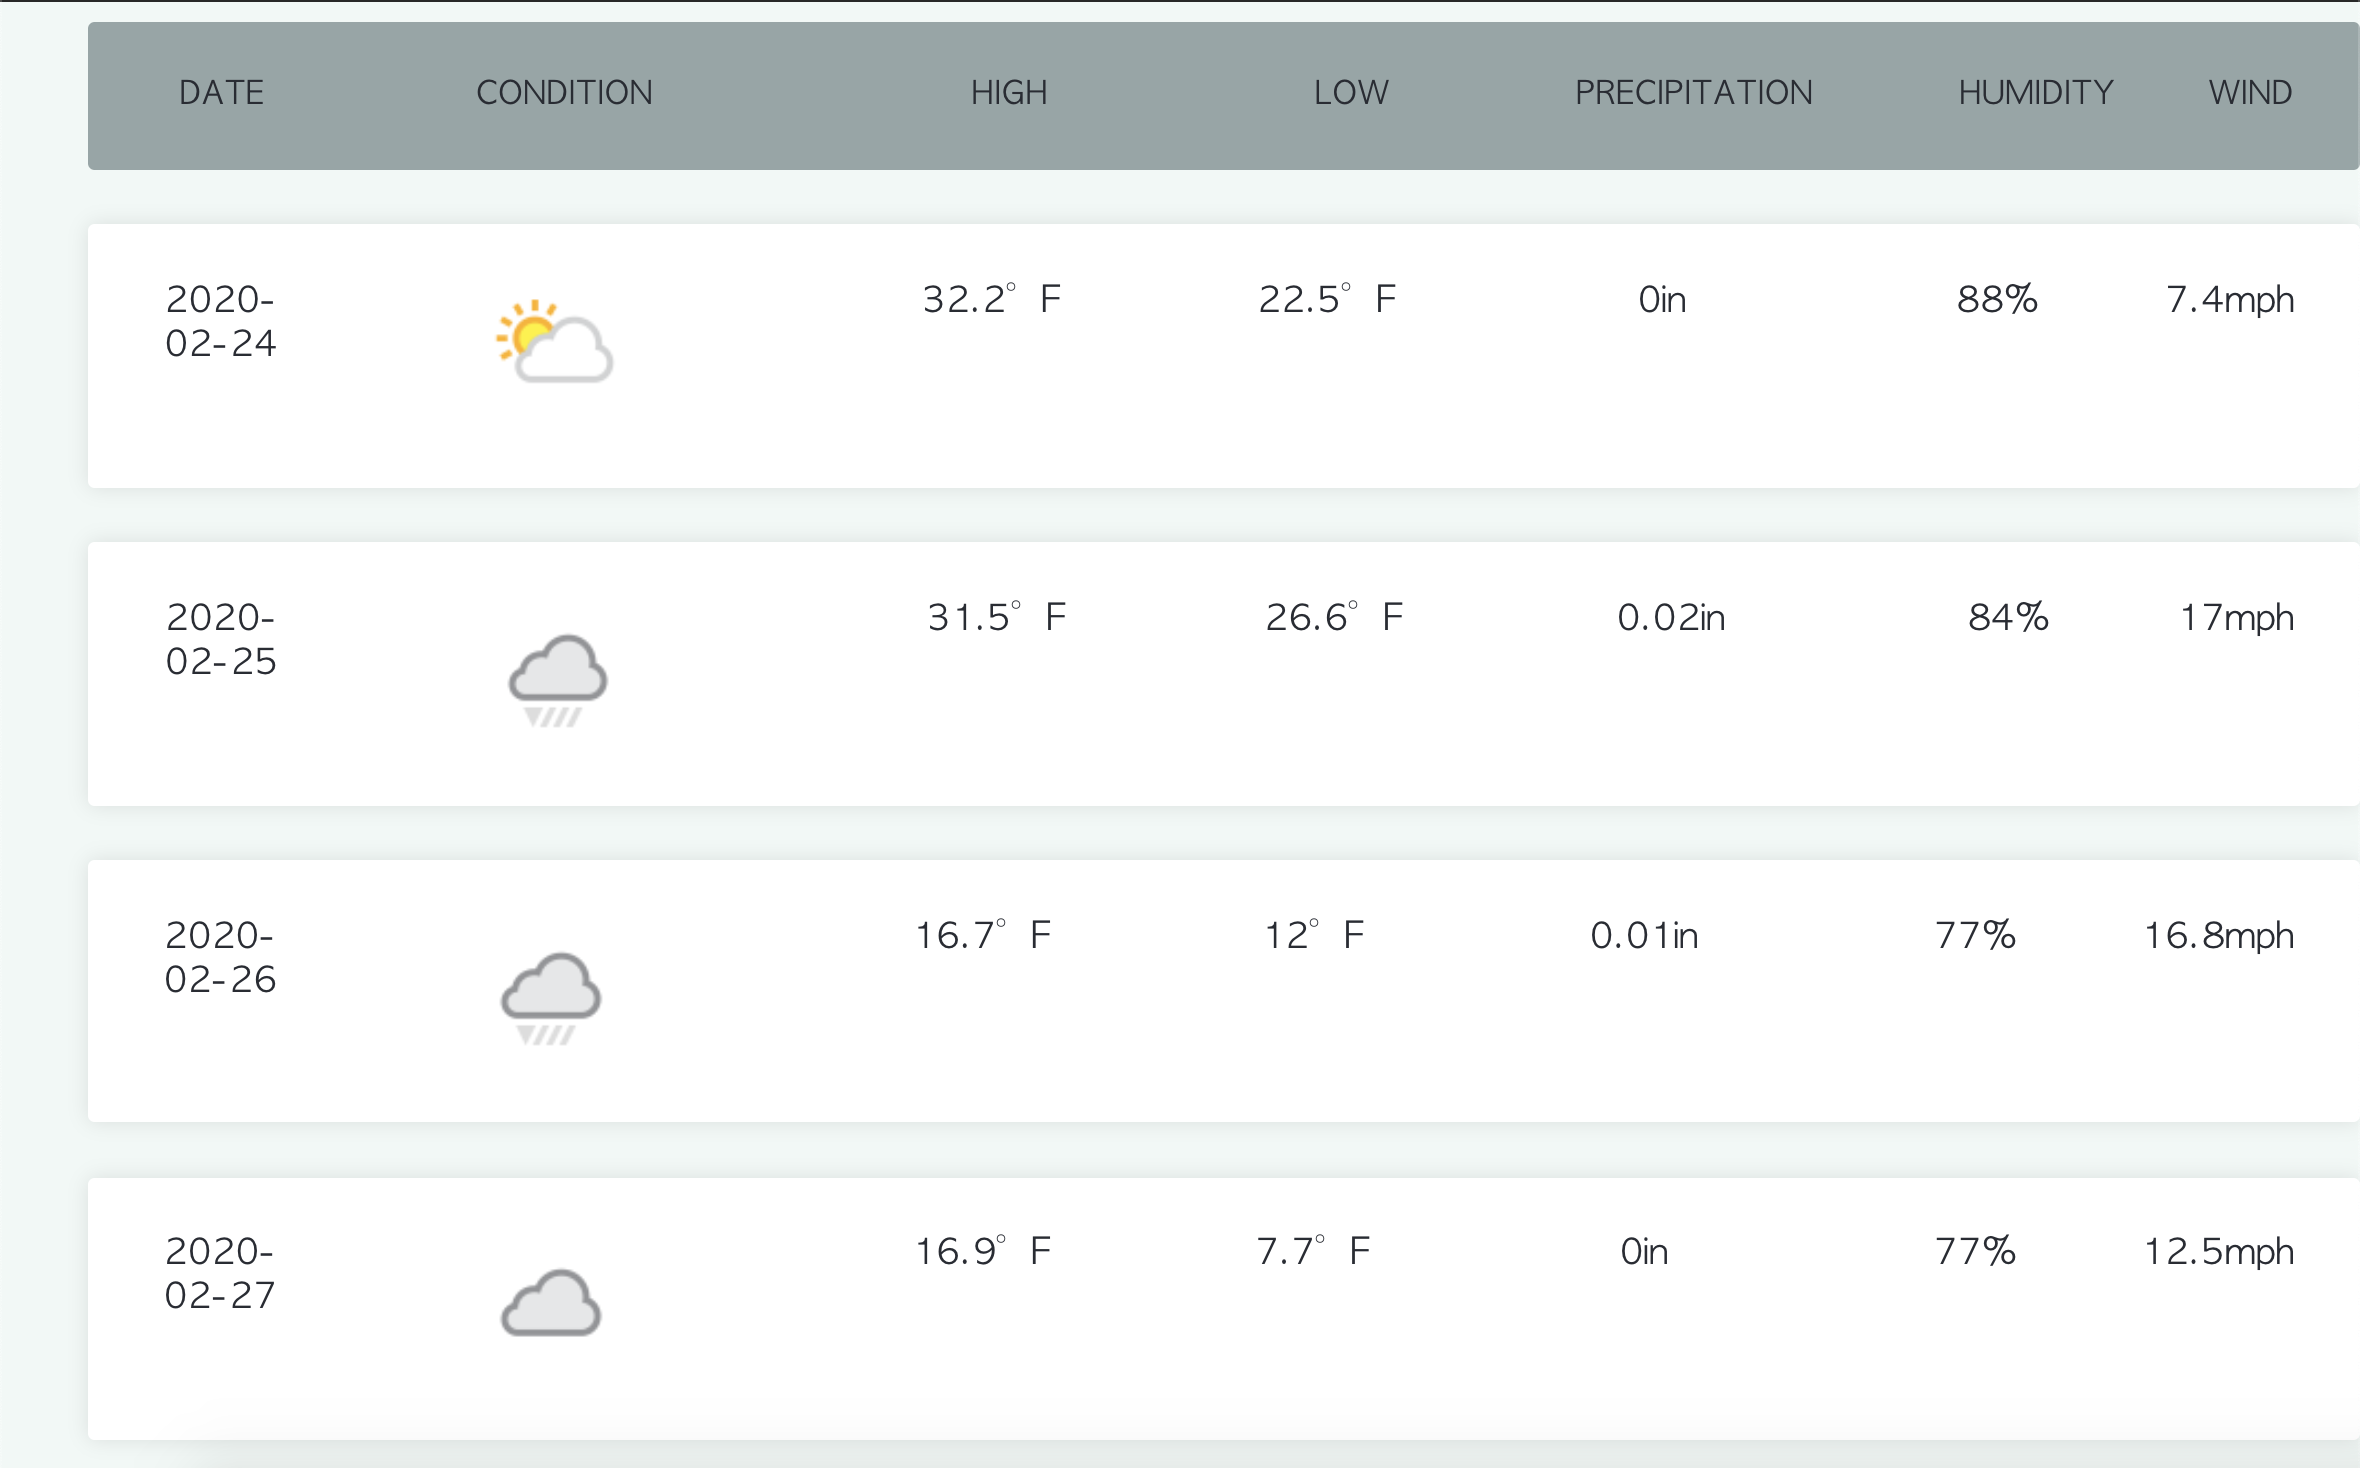 DATE CONDITION HIGH LOW PRECIPITATION HUMIDITY WIND
2020- 32.2° F 22.5° F 0in 88% 7.4mph
02-24
2020- 31.5° F 26.6° F 0.02in 84% 17mph
02-25
2020- 16.7° F 12° F 0.01in 77% 16.8mph
02-26
2020- 16.9° F 7.7° F 0in 77% 12.5mph
02-27